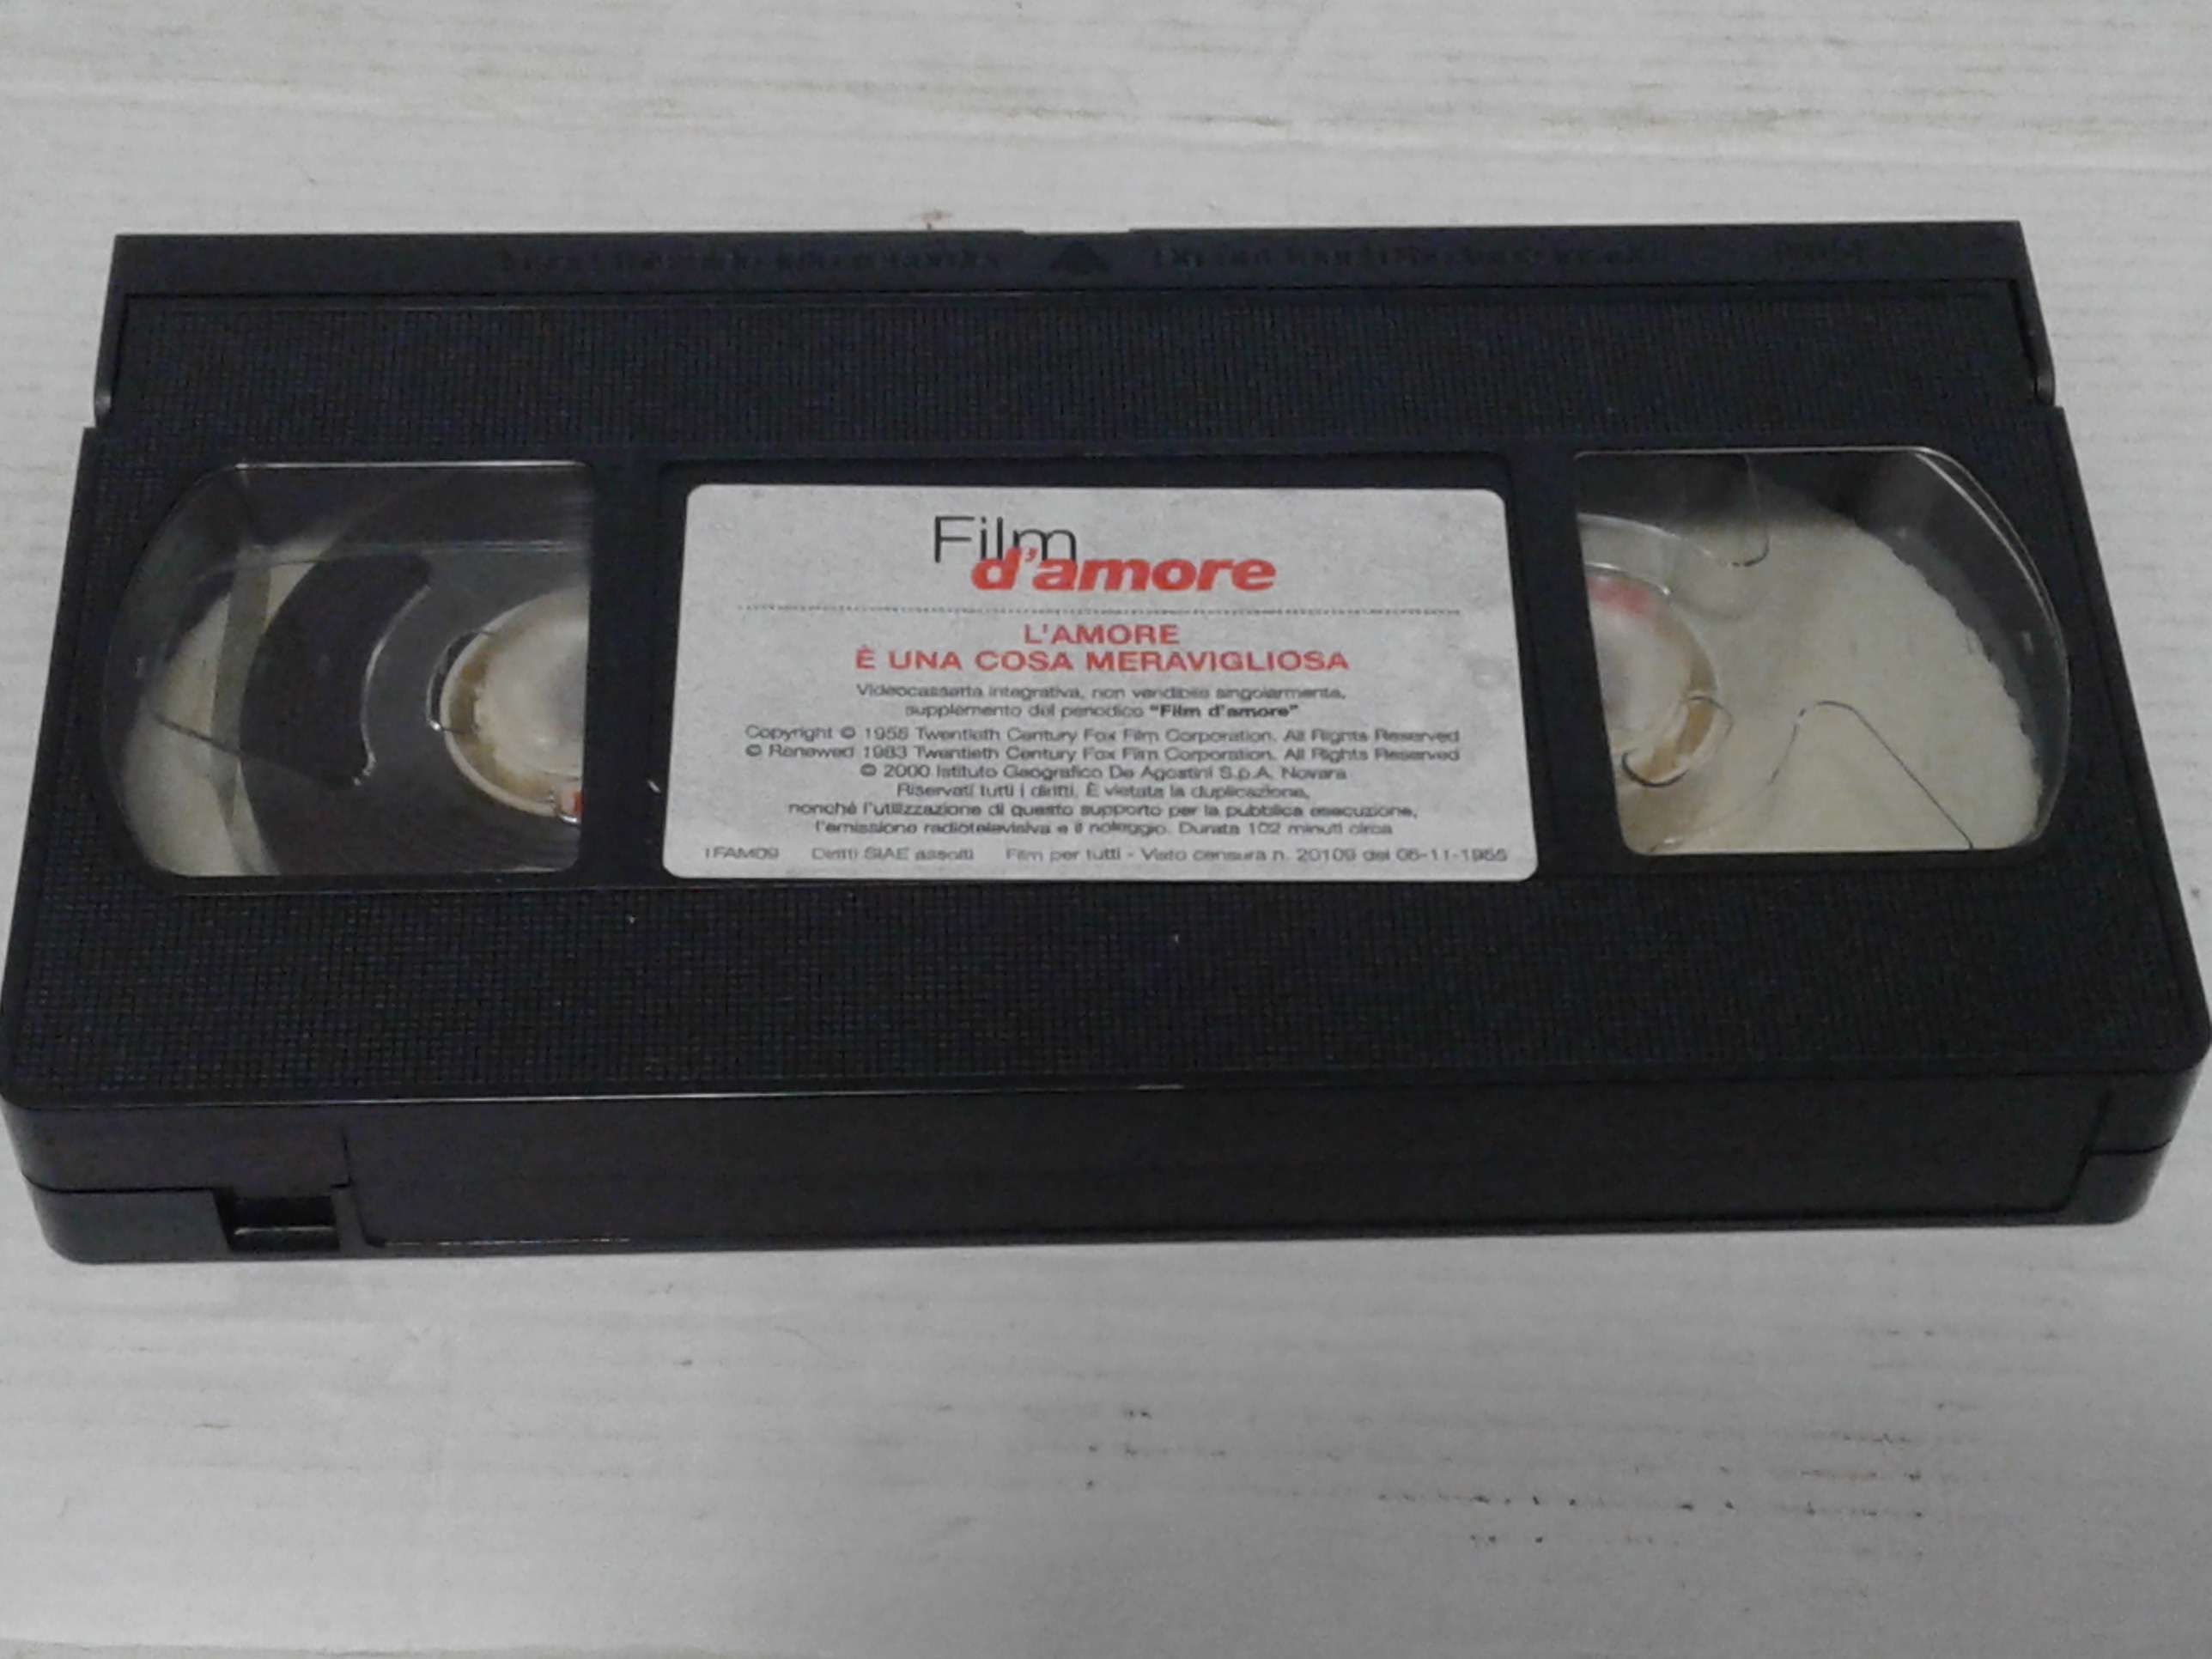 Film
d'amore
L'AMORE
È UNA COSA MERAVIGLIOSA
Videocassetta integrativa, non vendibile singolarmente,
supplemento del periodico "Film d'amore"
Copyright © 1955 Twentieth Century Fox Film Corporation. All Rights Reserved
© Renewed 1983 Twentieth Century Fox Film Corporation. All Rights Reserved
© 2000 Istituto Geografico De Agostini S.p.A. Novara
Riservati tutti i diritti. È vietata la duplicazione,
nonché l'utilizzazione di questo supporto per la pubblica esecuzione,
l'emissione radiotelevisiva e il noleggio. Durata 102 minuti circa
1FAM09 Diritti SIAE assolti Film per tutti - Visto censura n. 20109 del 05-11-1955